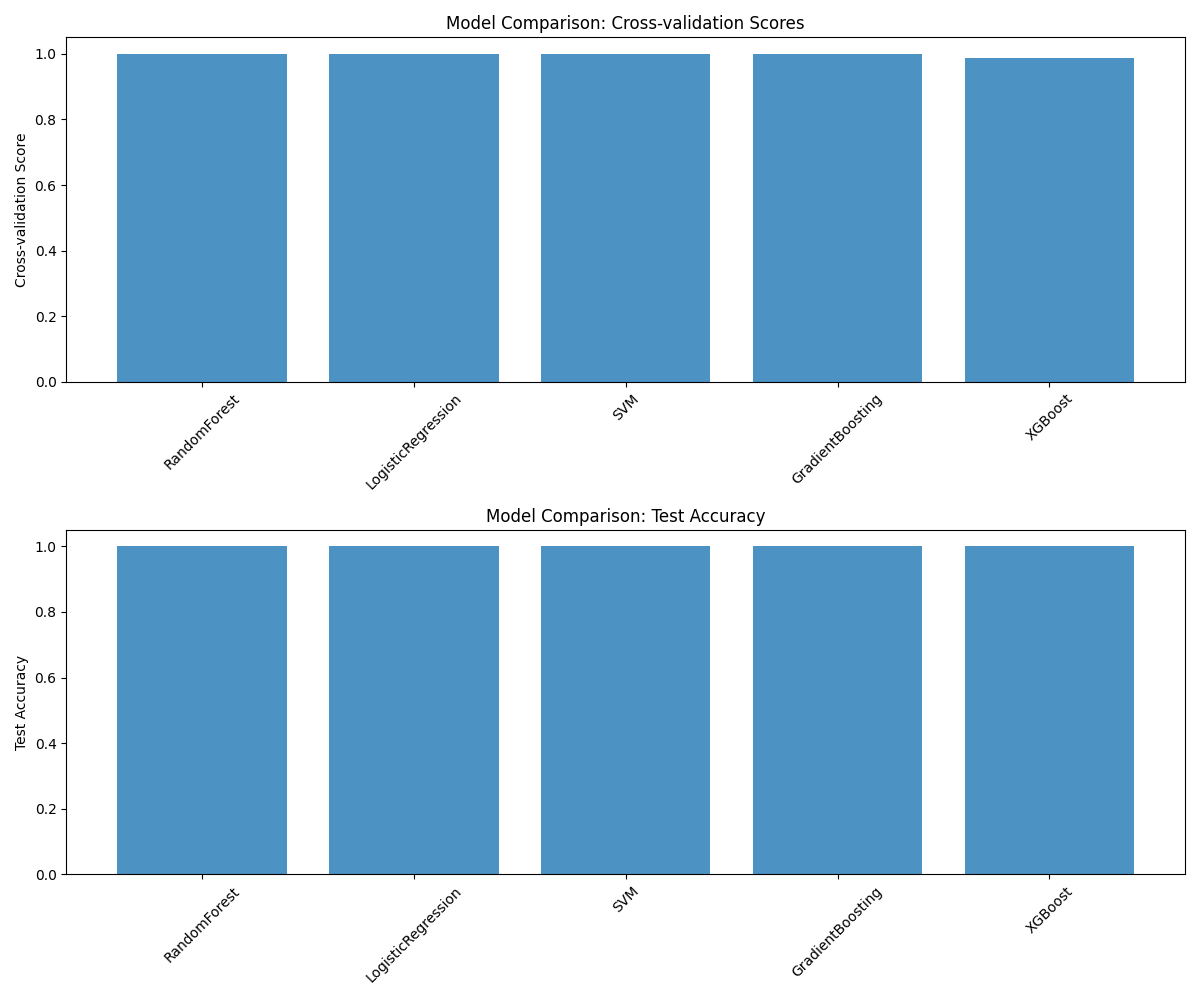 Model Comparison: Cross-validation Scores
Cross-validation Score
1.0
0.8
0.6
0.4
0.2
0.0
RandomForest
LogisticRegression
SVM
GradientBoosting
XGBoost
Model Comparison: Test Accuracy
Test Accuracy
1.0
0.8
0.6
0.4
0.2
0.0
RandomForest
LogisticRegression
SVM
GradientBoosting
XGBoost